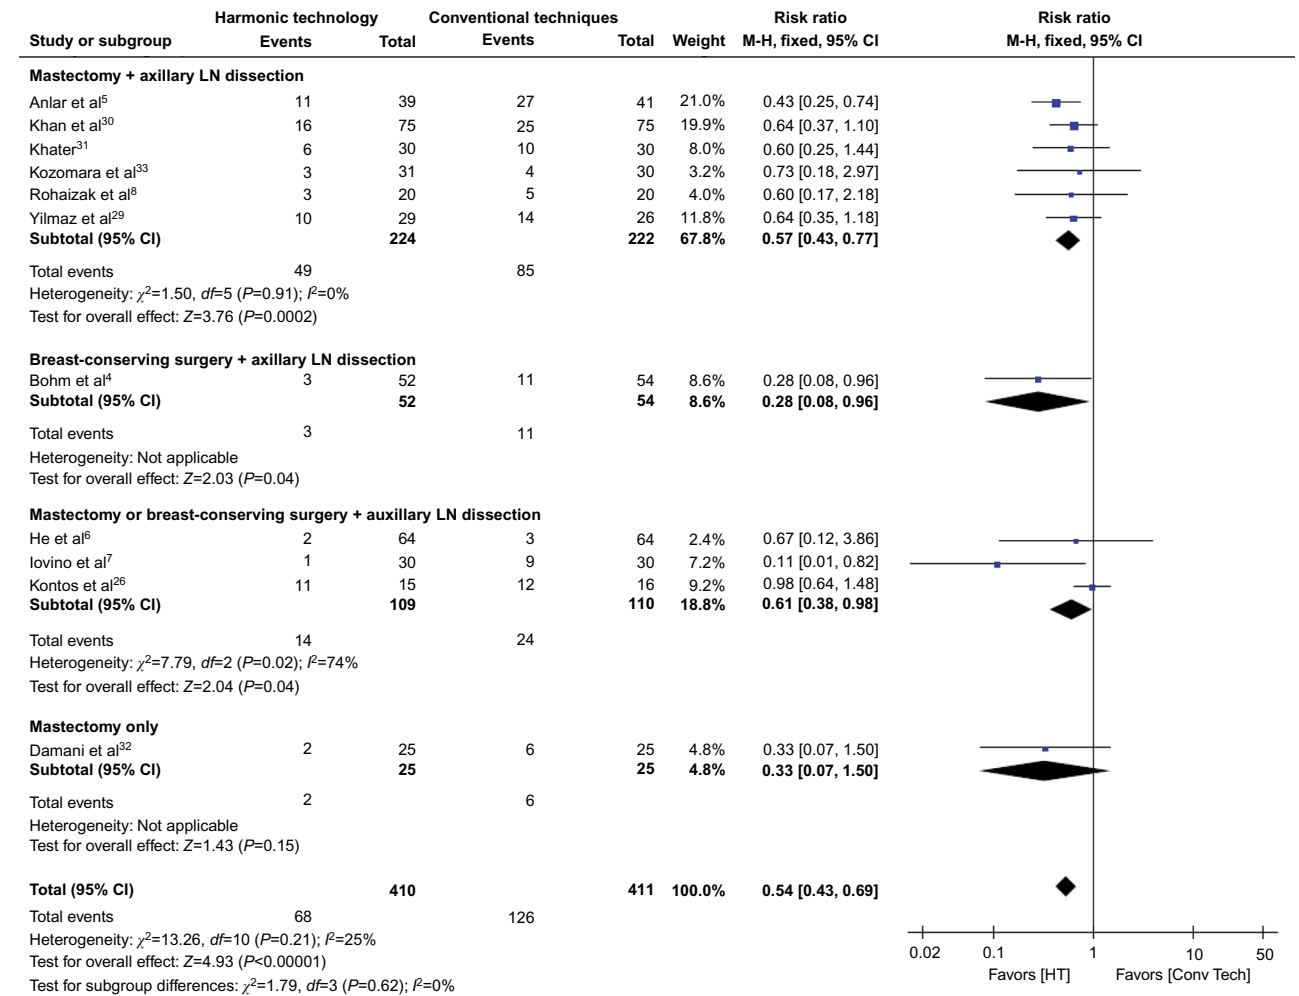 Harmonic technology Conventional techniques Risk ratio Risk ratio
Study or subgroup Events Total Events Total Weight M-H, fixed, 95% CI M-H, fixed, 95% CI
Mastectomy + axillary LN dissection
Anlar et al5 11 39 27 41 21.0% 0.43 [0.25, 0.74]
Khan et al30 16 75 25 75 19.9% 0.64 [0.37, 1.10]
Khater31 6 30 10 30 8.0% 0.60 [0.25, 1.44]
Kozomara et al33 3 31 4 30 3.2% 0.73 [0.18, 2.97]
Rohaizak et al8 3 20 5 20 4.0% 0.60 [0.17, 2.18]
Yilmaz et al29 10 29 14 26 11.8% 0.64 [0.35, 1.18]
Subtotal (95% CI) 224 222 67.8% 0.57 [0.43, 0.77]
Total events 49 85
Heterogeneity: χ2=1.50, df=5 (P=0.91); I2=0%
Test for overall effect: Z=3.76 (P=0.0002)
Breast-conserving surgery + axillary LN dissection
Bohm et al4 3 52 11 54 8.6% 0.28 [0.08, 0.96]
Subtotal (95% CI) 52 54 8.6% 0.28 [0.08, 0.96]
Total events 3 11
Heterogeneity: Not applicable
Test for overall effect: Z=2.03 (P=0.04)
Mastectomy or breast-conserving surgery + auxillary LN dissection
He et al6 2 64 3 64 2.4% 0.67 [0.12, 3.86]
Iovino et al7 1 30 9 30 7.2% 0.11 [0.01, 0.82]
Kontos et al26 11 15 12 16 9.2% 0.98 [0.64, 1.48]
Subtotal (95% CI) 109 110 18.8% 0.61 [0.38, 0.98]
Total events 14 24
Heterogeneity: χ2=7.79, df=2 (P=0.02); I2=74%
Test for overall effect: Z=2.04 (P=0.04)
Mastectomy only
Damani et al32 2 25 6 25 4.8% 0.33 [0.07, 1.50]
Subtotal (95% CI) 25 25 4.8% 0.33 [0.07, 1.50]
Total events 2 6
Heterogeneity: Not applicable
Test for overall effect: Z=1.43 (P=0.15)
Total (95% CI) 410 411 100.0% 0.54 [0.43, 0.69]
Total events 68 126
Heterogeneity: χ2=13.26, df=10 (P=0.21); I2=25%
Test for overall effect: Z=4.93 (P<0.00001)
Test for subgroup differences: χ2=1.79, df=3 (P=0.62); I2=0%
0.02 0.1 1 10 50
Favors [HT] Favors [Conv Tech]